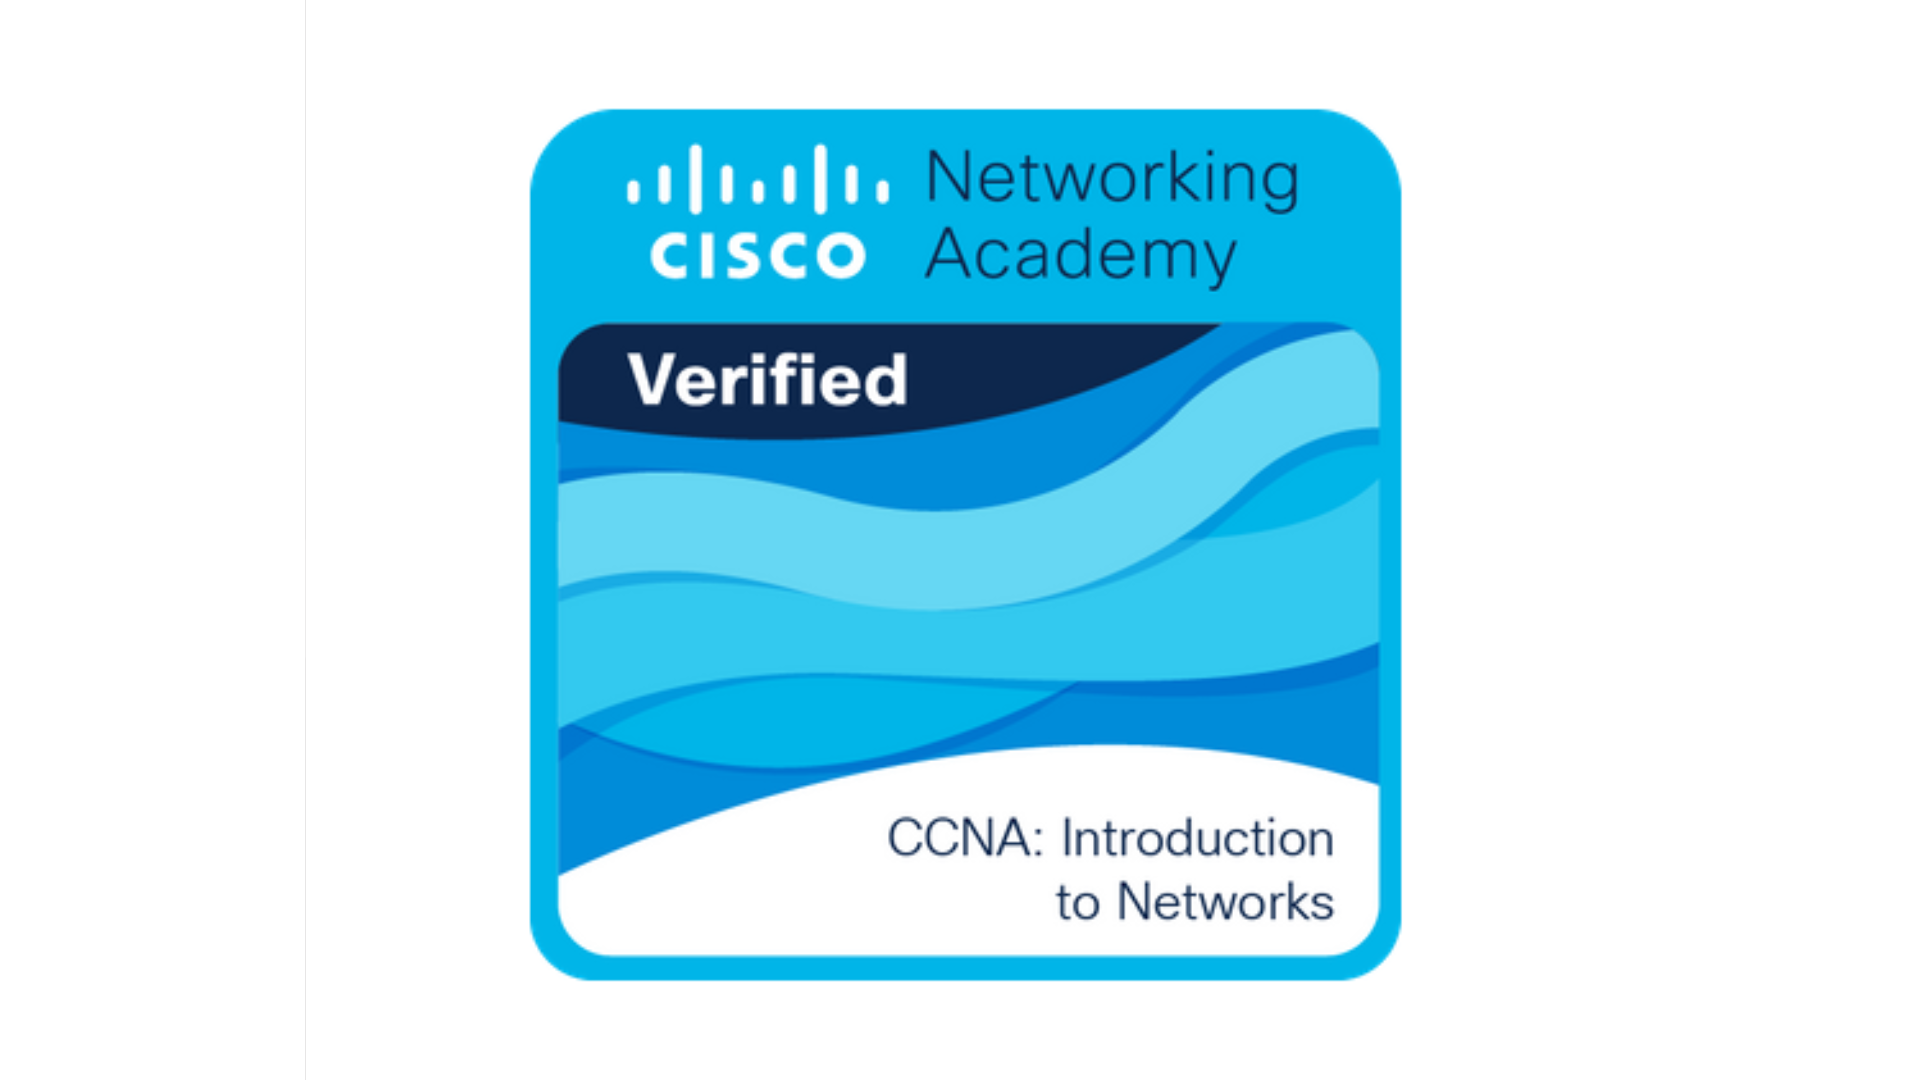 CISCO
Networking
Academy
Verified
CCNA: Introduction
to Networks